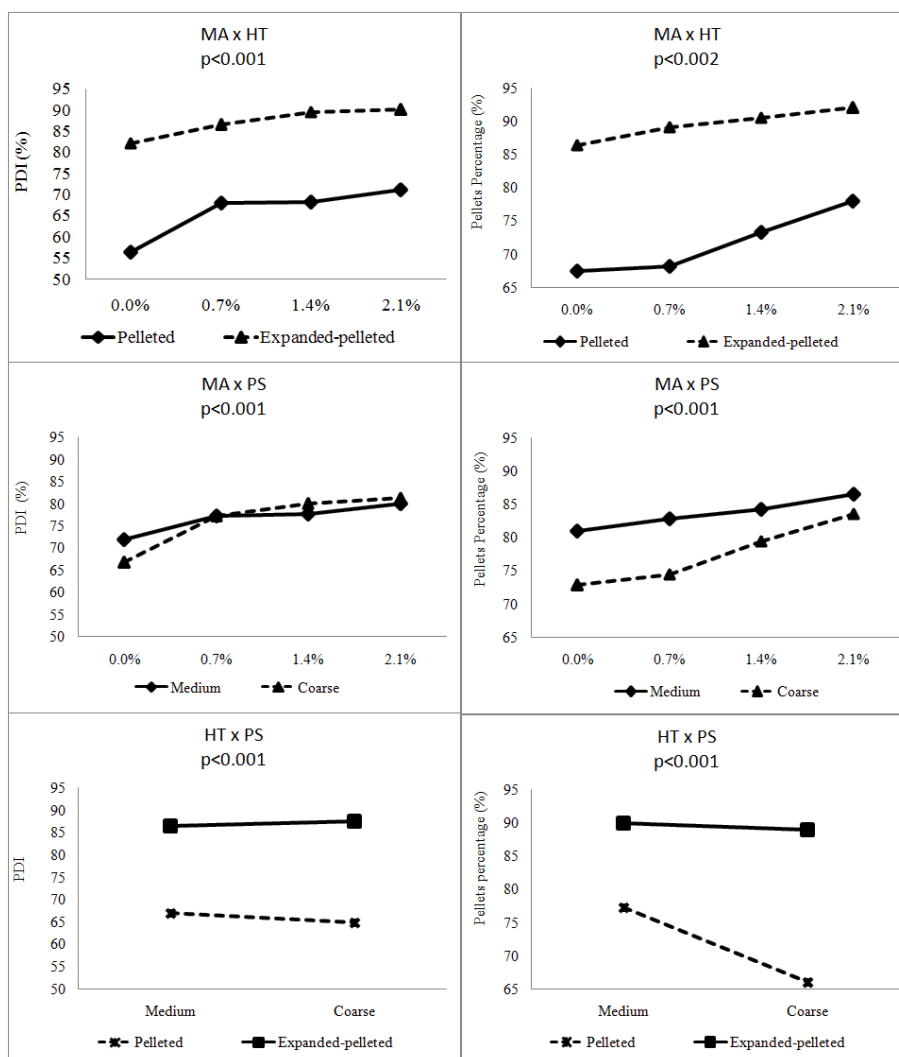 MA x HT
p<0.001
PDI (%)
95
90
85
80
75
70
65
60
55
50
0.0% 0.7% 1.4% 2.1%
Pelleted Expanded-pelleted
MA x HT
p<0.002
Pellets Percentage (%)
95
90
85
80
75
70
65
0.0% 0.7% 1.4% 2.1%
Pelleted Expanded-pelleted
MA x PS
p<0.001
PDI (%)
95
90
85
80
75
70
65
60
55
50
0.0% 0.7% 1.4% 2.1%
Medium Coarse
MA x PS
p<0.001
Pellets Percentage (%)
95
90
85
80
75
70
65
0.0% 0.7% 1.4% 2.1%
Medium Coarse
HT x PS
p<0.001
PDI
95
90
85
80
75
70
65
60
55
50
Medium Coarse
Pelleted Expanded-pelleted
HT x PS
p<0.001
Pellets percentage (%)
95
90
85
80
75
70
65
Medium Coarse
Pelleted Expanded-pelleted